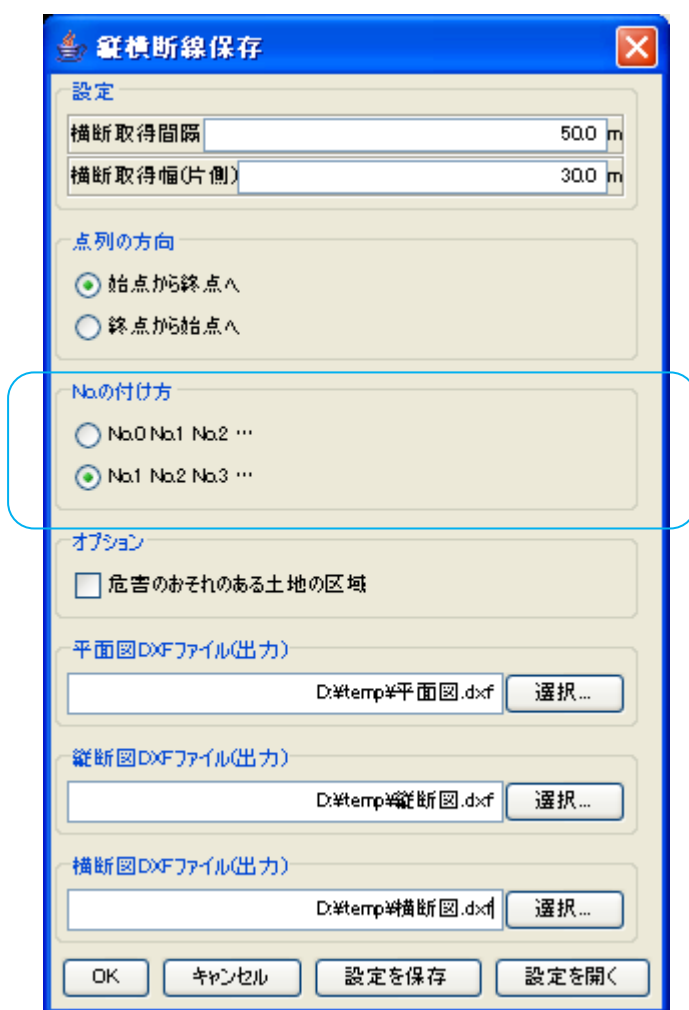 縦横断線保存
設定
横断取得間隔 50.0 m
横断取得幅(片側) 30.0 m
点列の方向
始点から終点へ
終点から始点へ
No.の付け方
No.0 No.1 No.2 …
No.1 No.2 No.3 …
オプション
危害のおそれのある土地の区域
平面図DXFファイル(出力)
D:¥temp¥平面図.dxf 選択...
縦断図DXFファイル(出力)
D:¥temp¥縦断図.dxf 選択...
横断図DXFファイル(出力)
D:¥temp¥横断図.dxf 選択...
OK キャンセル 設定を保存 設定を開く